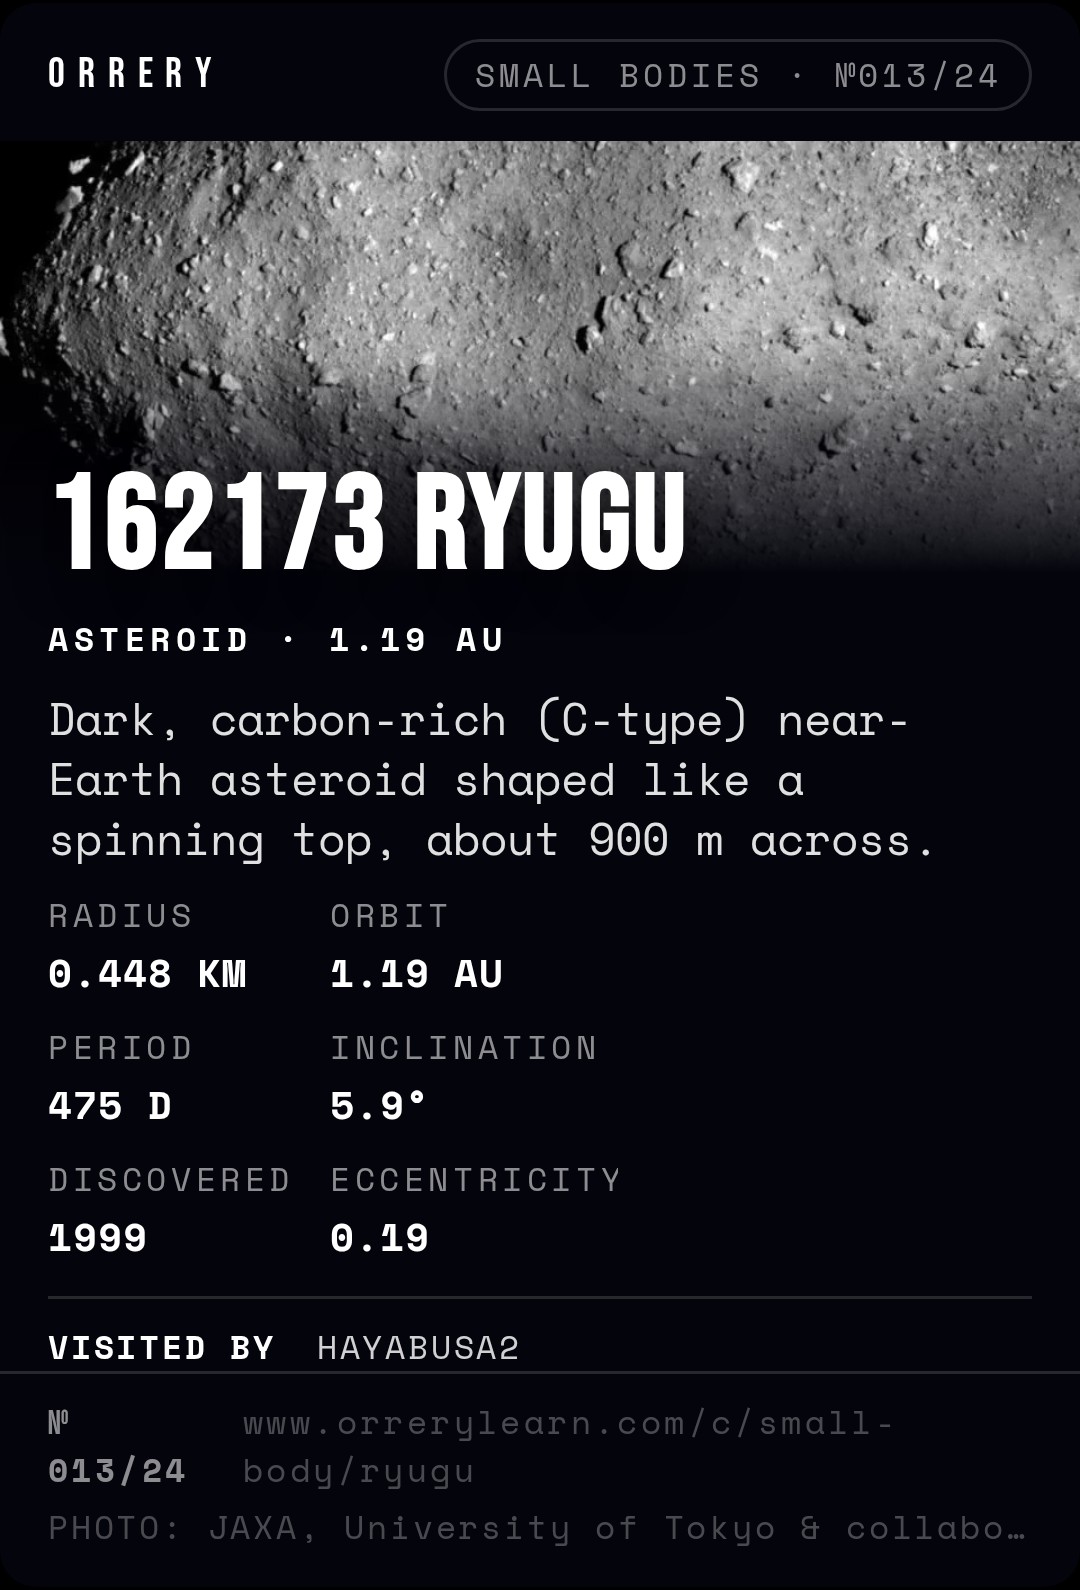 ORRERY
SMALL BODIES · №013/24
162173 RYUGU
ASTEROID · 1.19 AU
Dark, carbon-rich (C-type) near-
Earth asteroid shaped like a
spinning top, about 900 m across.
RADIUS ORBIT
0.448 KM 1.19 AU
PERIOD INCLINATION
475 D 5.9°
DISCOVERED ECCENTRICITY
1999 0.19
VISITED BY HAYABUSA2
№ www.orrerylearn.com/c/small-
013/24 body/ryugu
PHOTO: JAXA, University of Tokyo & collabo…